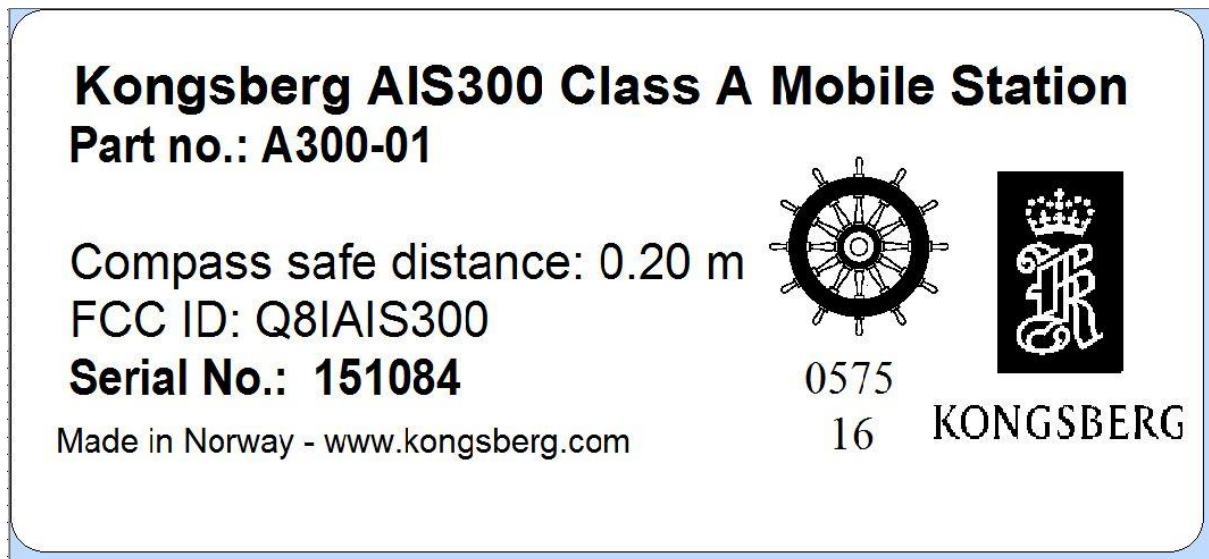 Kongsberg AIS300 Class A Mobile Station
Part no.: A300-01
Compass safe distance: 0.20 m
FCC ID: Q8IAIS300
Serial No.: 151084
Made in Norway - www.kongsberg.com
0575
16
KONGSBERG